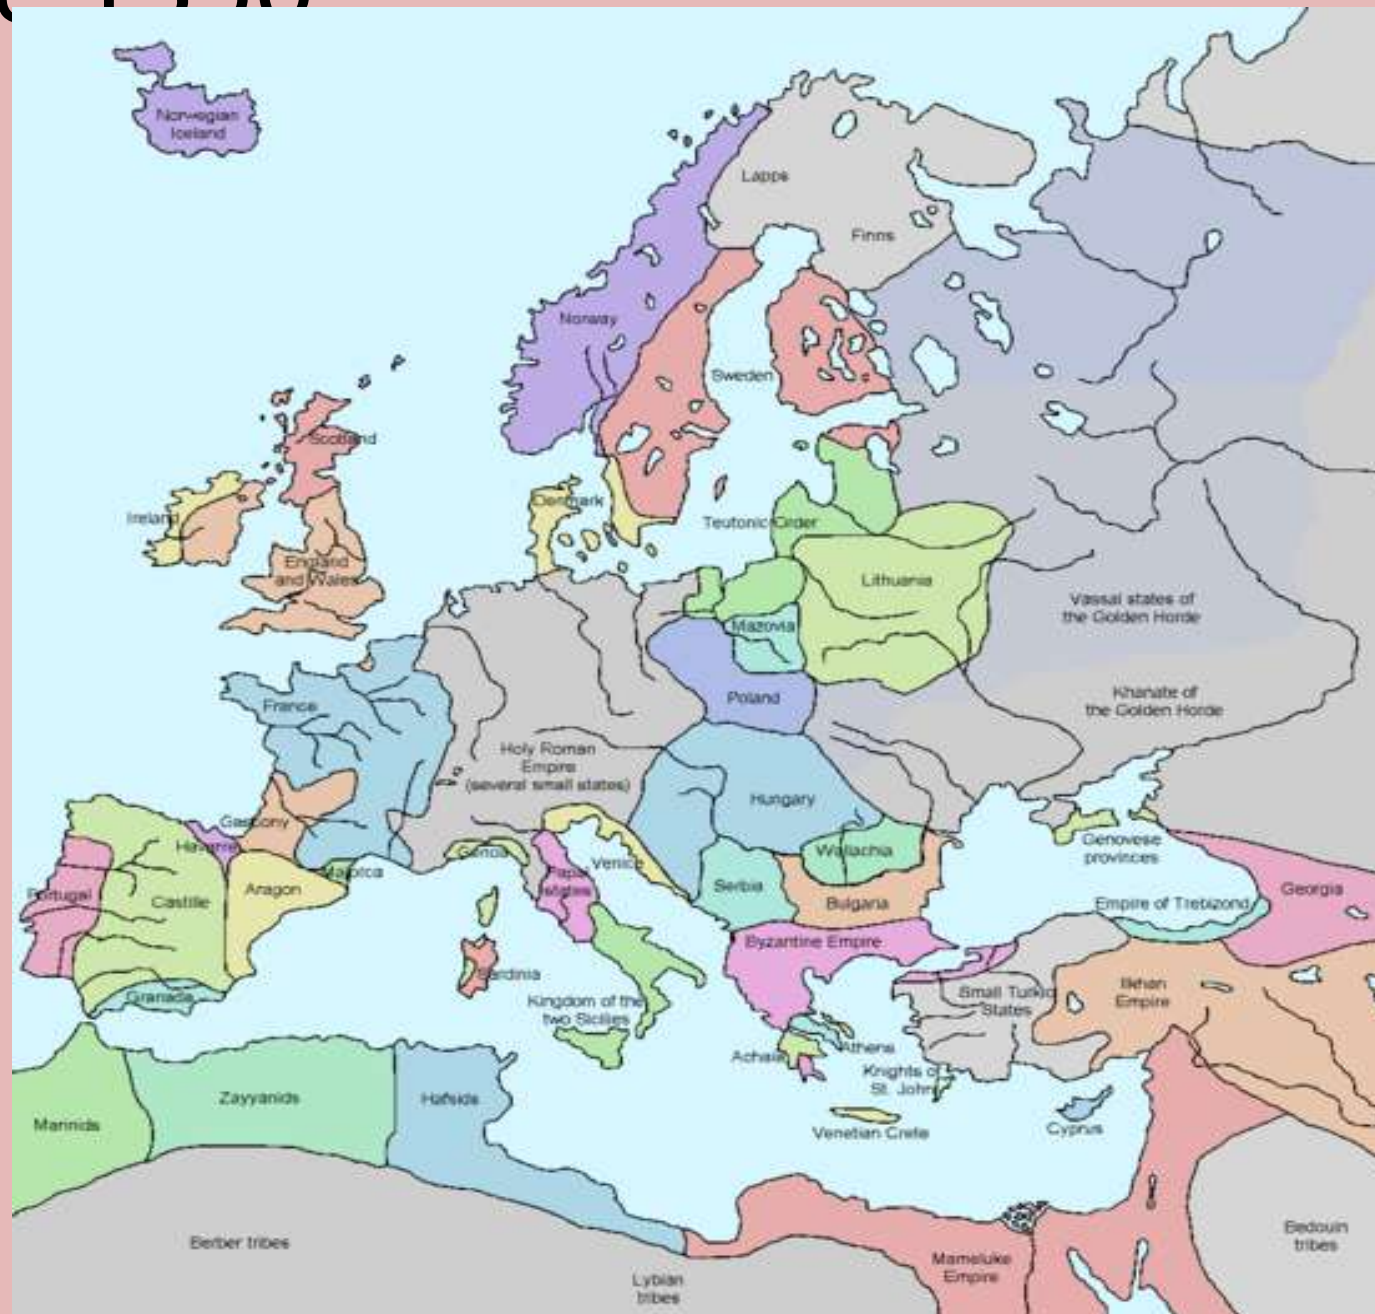 Norwegian
Iceland
Lapps
Finns
Norway
Sweden
Scotland
Ireland
Denmark
Teutonic Order
England
and Wales
Lithuania
Mazovia
Vassal states of
the Golden Horde
Poland
Khanate of
the Golden Horde
France
Holy Roman
Empire
(several small states)
Hungary
Gascony
Navarre
Genoa
Venice
Wallachia
Genovese
provinces
Portugal
Castille
Aragon
Majorca
Papal
states
Serbia
Bulgaria
Empire of Trebizond
Georgia
Byzantine Empire
Granada
Sardinia
Kingdom of the
two Sicilies
Small Turkic
States
Ilkhan
Empire
Achaia
Athens
Knights of
St. John
Marinids
Zayyanids
Hafsids
Venetian Crete
Cyprus
Berber tribes
Lybian
tribes
Mameluke
Empire
Bedouin
tribes